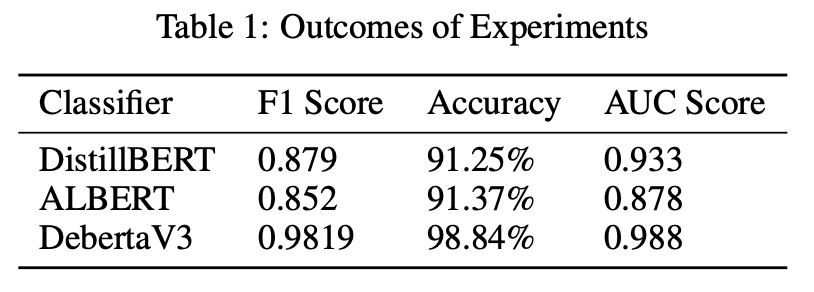 Table 1: Outcomes of Experiments
Classifier F1 Score Accuracy AUC Score
DistillBERT 0.879 91.25% 0.933
ALBERT 0.852 91.37% 0.878
DebertaV3 0.9819 98.84% 0.988